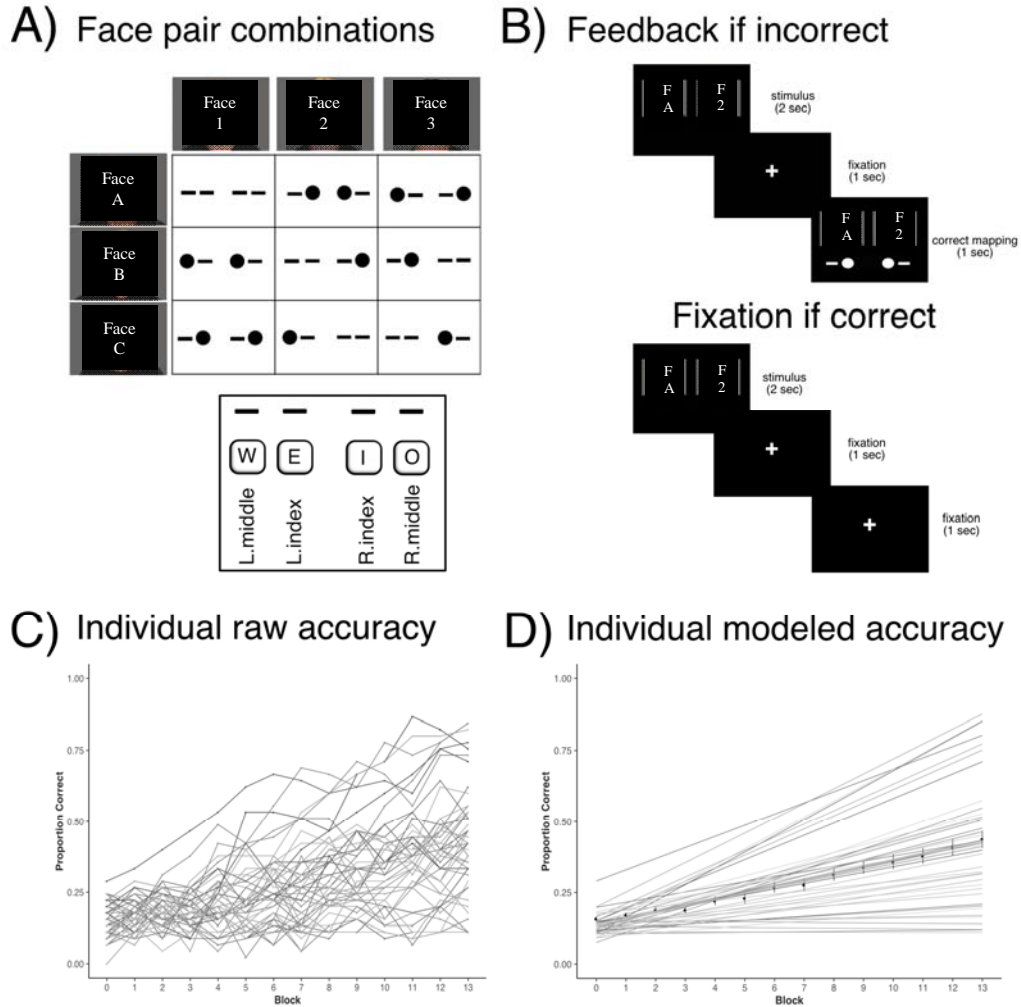 A) Face pair combinations
Face
1
Face
2
Face
3
Face
A
Face
B
Face
C
W E I O
L.middle
L.index
R.index
R.middle
B) Feedback if incorrect
F
A
F
2
stimulus
(2 sec)
+
fixation
(1 sec)
F
A
F
2
correct mapping
(1 sec)
Fixation if correct
F
A
F
2
stimulus
(2 sec)
+
fixation
(1 sec)
+
fixation
(1 sec)
C) Individual raw accuracy
Proportion Correct
1.00
0.75
0.50
0.25
0.00
0 1 2 3 4 5 6 7 8 9 10 11 12 13
Block
D) Individual modeled accuracy
Proportion Correct
1.00
0.75
0.50
0.25
0.00
0 1 2 3 4 5 6 7 8 9 10 11 12 13
Block